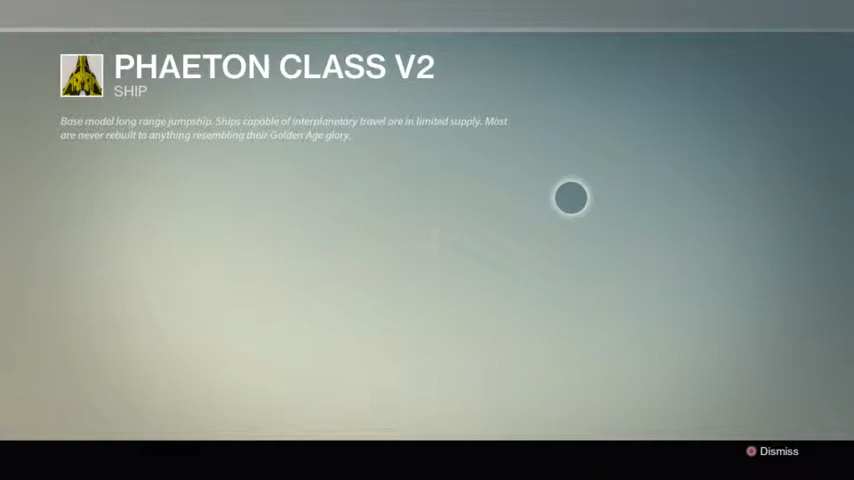 PHAETON CLASS V2
SHIP
Base model long range jumpship. Ships capable of interplanetary travel are in limited supply. Most
are never rebuilt to anything resembling their Golden Age glory.
Dismiss